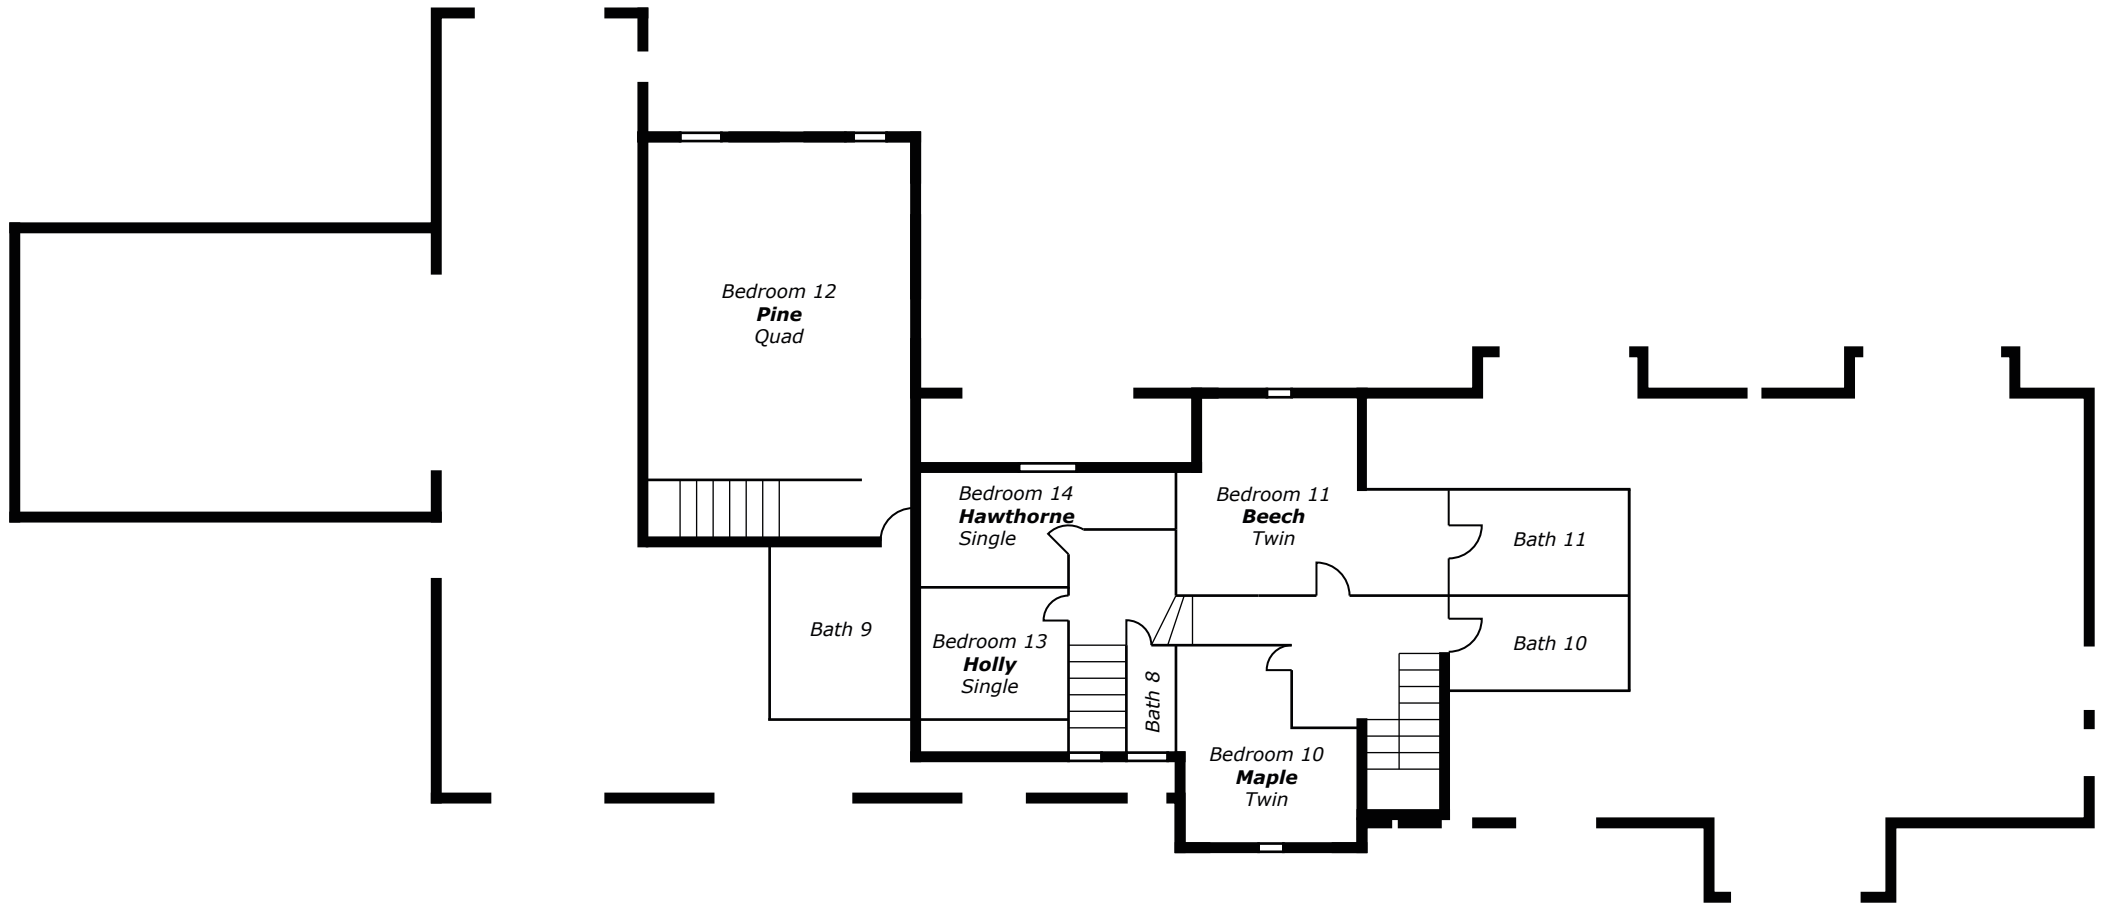 Bedroom 12
Pine
Quad
Bedroom 14
Hawthorne
Single
Bedroom 11
Beech
Twin
Bath 11
Bath 9
Bedroom 13
Holly
Single
Bath 8
Bath 10
Bedroom 10
Maple
Twin